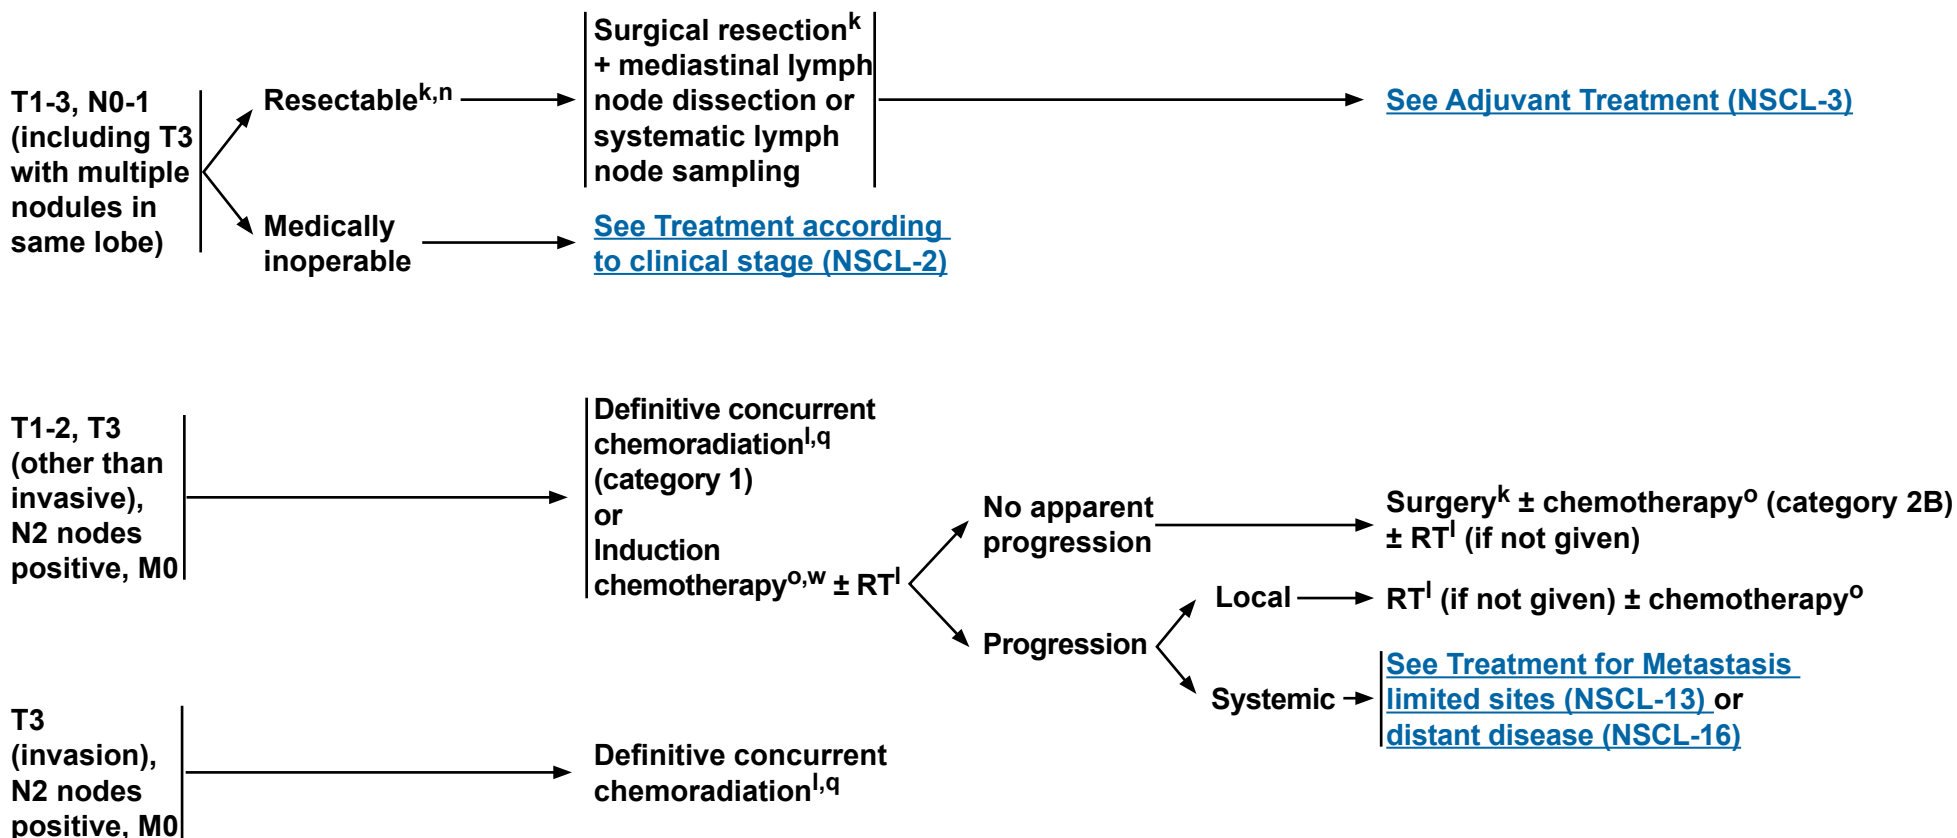 T1-3, N0-1
(including T3
with multiple
nodules in
same lobe)
Resectablek,n
Surgical resectionk
+ mediastinal lymph
node dissection or
systematic lymph
node sampling
See Adjuvant Treatment (NSCL-3)
Medically
inoperable
See Treatment according
to clinical stage (NSCL-2)
T1-2, T3
(other than
invasive),
N2 nodes
positive, M0
Definitive concurrent
chemoradiationl,q
(category 1)
or
Induction
chemotherapyo,w ± RTl
No apparent
progression
Surgeryk ± chemotherapyo (category 2B)
± RTl (if not given)
Progression
Local
RTl (if not given) ± chemotherapyo
Systemic
See Treatment for Metastasis
limited sites (NSCL-13) or
distant disease (NSCL-16)
T3
(invasion),
N2 nodes
positive, M0
Definitive concurrent
chemoradiationl,q